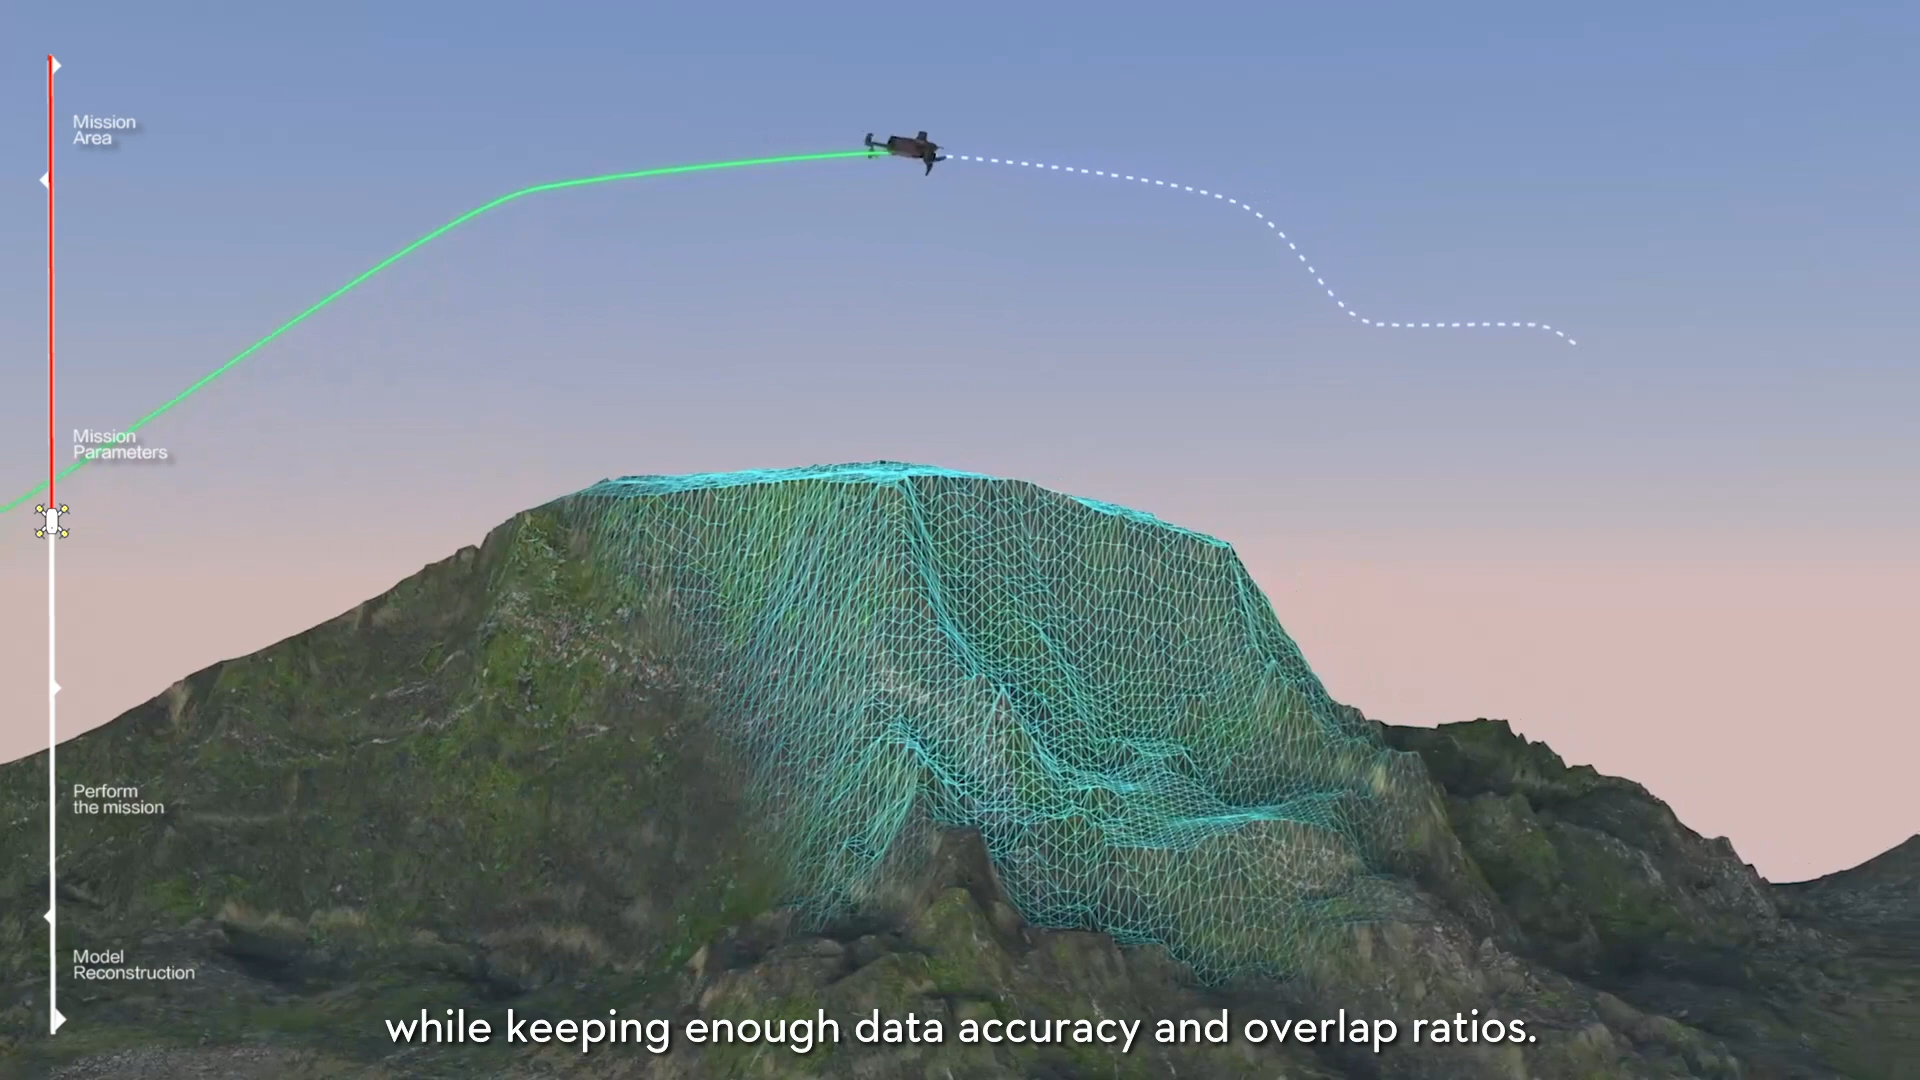 Mission
Area
Mission
Parameters
Perform
the mission
Model
Reconstruction
while keeping enough data accuracy and overlap ratios.